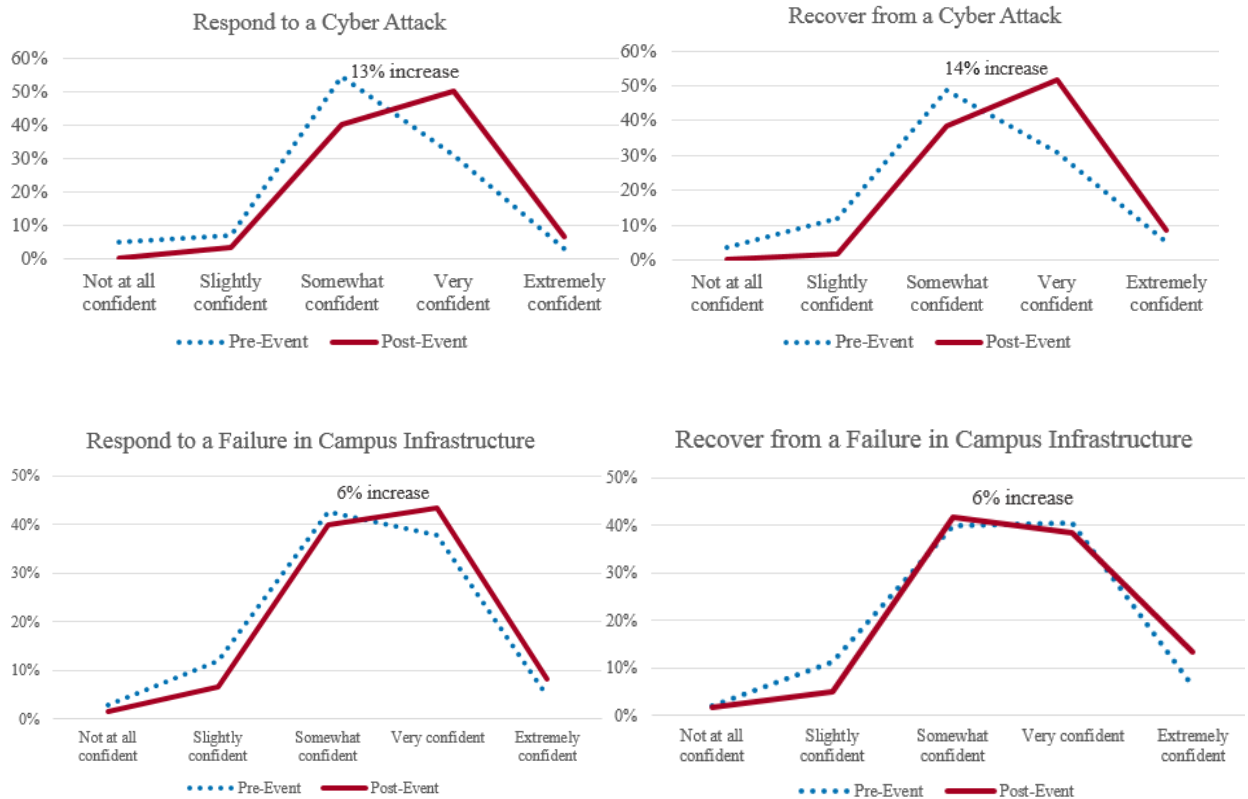 Respond to a Cyber Attack
60%
50%
40%
30%
20%
10%
0%
13% increase
Not at all
confident
Slightly
confident
Somewhat
confident
Very
confident
Extremely
confident
Pre-Event
Post-Event
Recover from a Cyber Attack
60%
50%
40%
30%
20%
10%
0%
14% increase
Not at all
confident
Slightly
confident
Somewhat
confident
Very
confident
Extremely
confident
Pre-Event
Post-Event
Respond to a Failure in Campus Infrastructure
50%
40%
30%
20%
10%
0%
6% increase
Not at all
confident
Slightly
confident
Somewhat
confident
Very confident
Extremely
confident
Pre-Event
Post-Event
Recover from a Failure in Campus Infrastructure
50%
40%
30%
20%
10%
0%
6% increase
Not at all
confident
Slightly
confident
Somewhat
confident
Very confident
Extremely
confident
Pre-Event
Post-Event